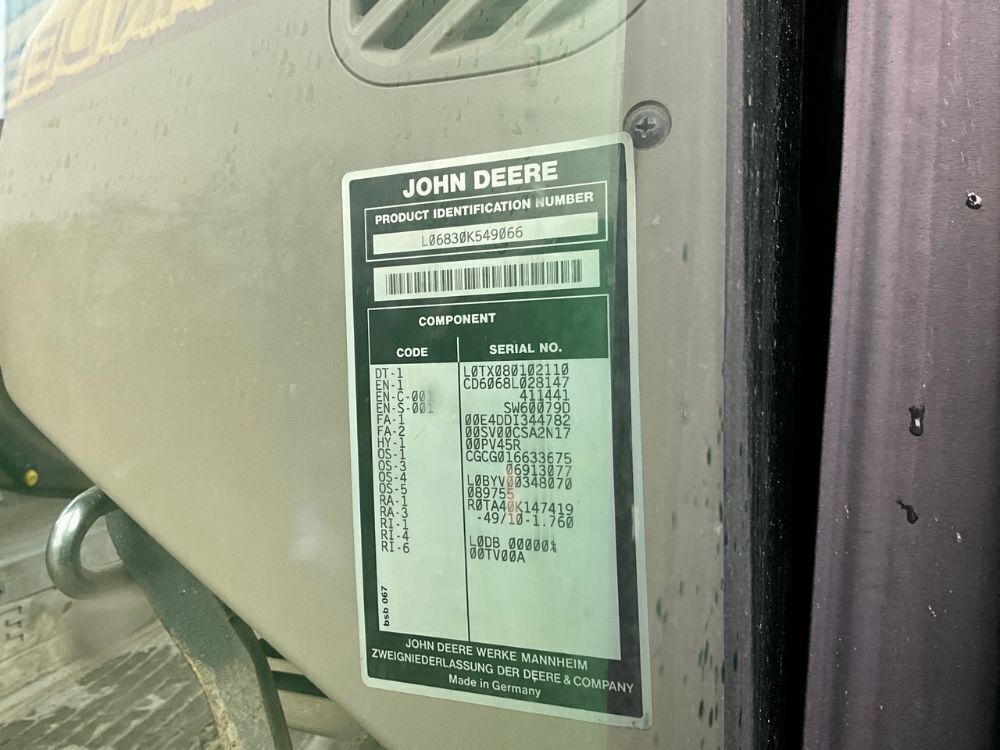 JOHN DEERE
PRODUCT IDENTIFICATION NUMBER
L06830K549066
COMPONENT
CODE SERIAL NO.
DT-1 L0TX080102110
EN-1 CD6068L028147
EN-C-001 411441
EN-S-001 SW60079D
FA-1 00E4DDI344782
FA-2 00SV00CSA2N17
HY-1 00PV45R
OS-1 CGCG016633675
OS-3 06913077
OS-4 L0BYV00348070
OS-5 089755
RA-1 R0TA40K147419
RA-3 -49/10-1.760
RI-1
RI-4 L0DB 00000%
RI-6 00TV00A
bsb 067
JOHN DEERE WERKE MANNHEIM
ZWEIGNIEDERLASSUNG DER DEERE & COMPANY
Made in Germany